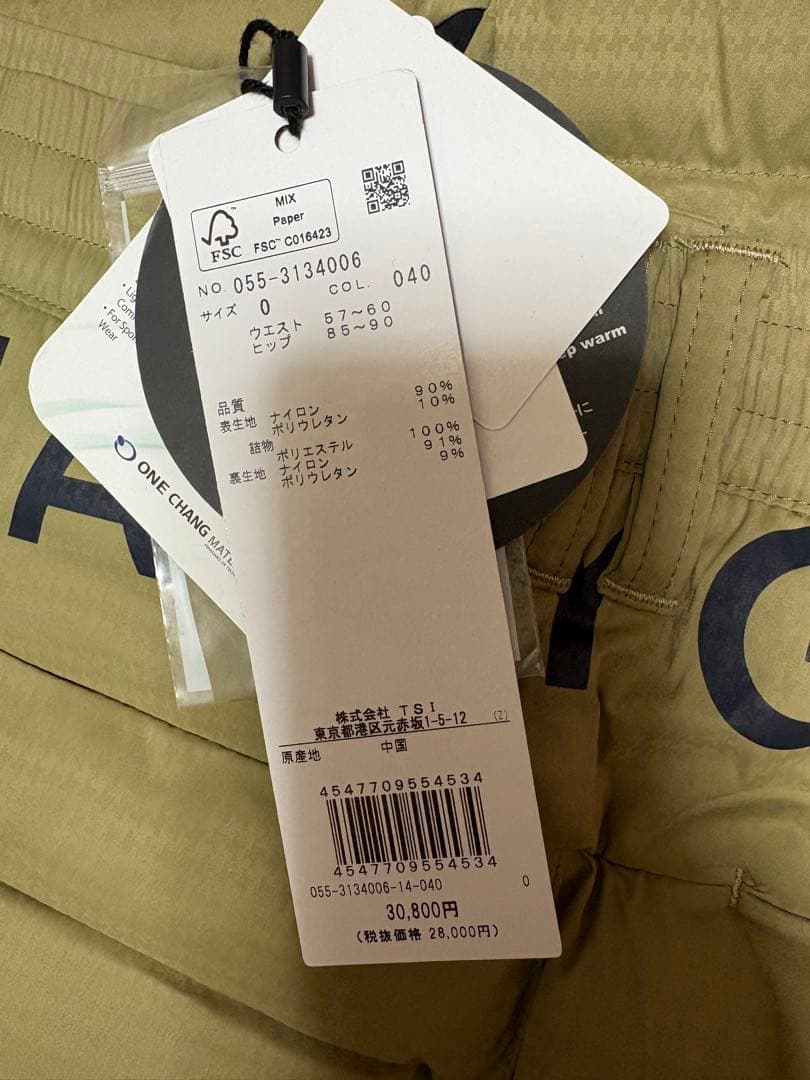 MIX
Paper
FSC™ C016423
FSC
NO. 055-3134006
サイズ 0 COL. 040
ウエスト 57～60
ヒップ 85～90
品質
表生地 ナイロン 90%
ポリウレタン 10%
詰物 ポリエステル 100%
裏生地 ナイロン 91%
ポリウレタン 9%
株式会社 TSI
東京都港区元赤坂1-5-12 (Z)
原産地 中国
4547709554534
4547709554534
055-3134006-14-040 0
30,800円
(税抜価格 28,000円)
・For
Wear
ONE CHANG
warm